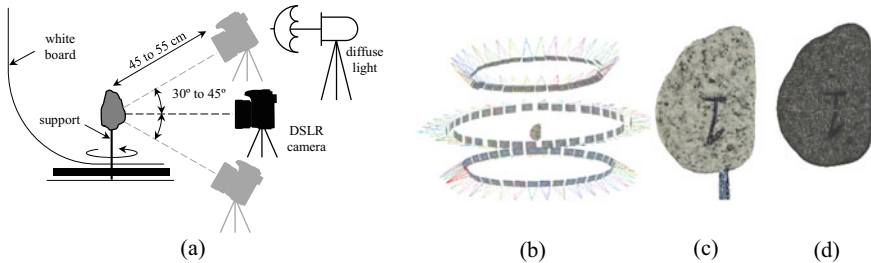 white
board
45 to 55 cm
diffuse
light
30º to 45º
support
DSLR
camera
(a)
(b)
(c)
(d)